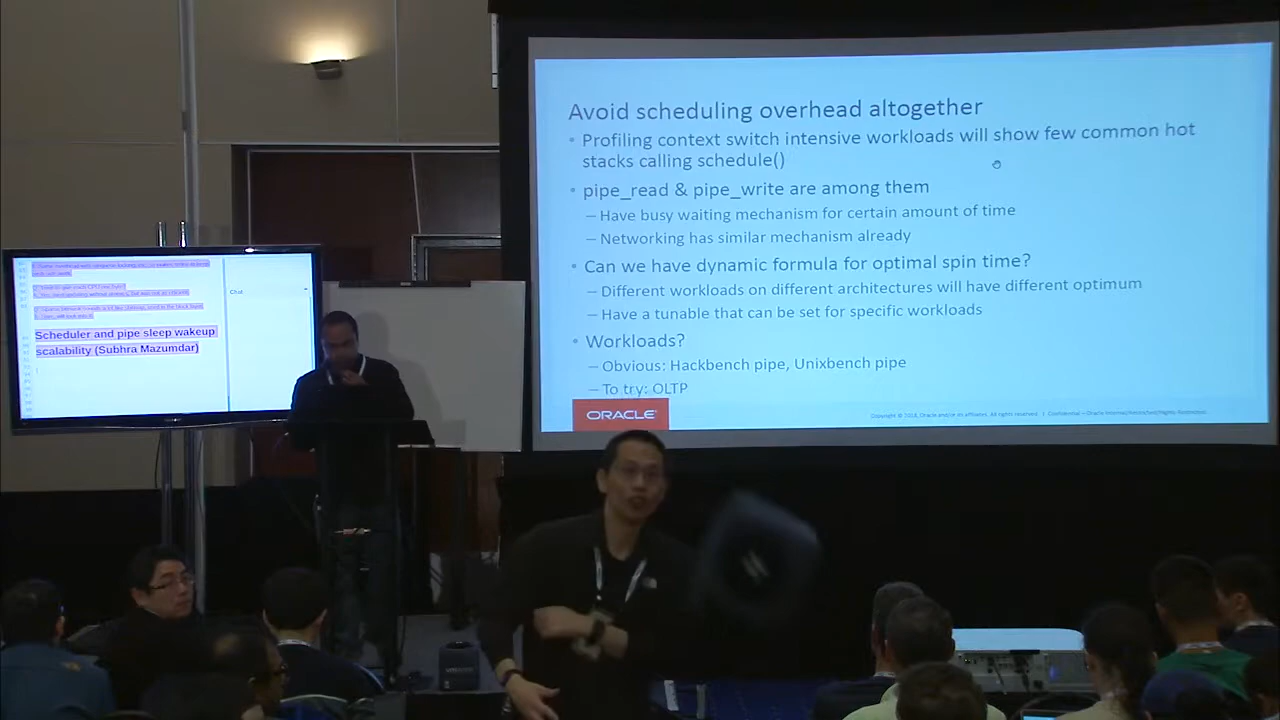 Avoid scheduling overhead altogether
• Profiling context switch intensive workloads will show few common hot
stacks calling schedule()
• pipe_read & pipe_write are among them
– Have busy waiting mechanism for certain amount of time
– Networking has similar mechanism already
• Can we have dynamic formula for optimal spin time?
– Different workloads on different architectures will have different optimum
– Have a tunable that can be set for specific workloads
• Workloads?
– Obvious: Hackbench pipe, Unixbench pipe
– To try: OLTP
ORACLE
Chat
Scheduler and pipe sleep wakeup
scalability (Subhra Mazumdar)